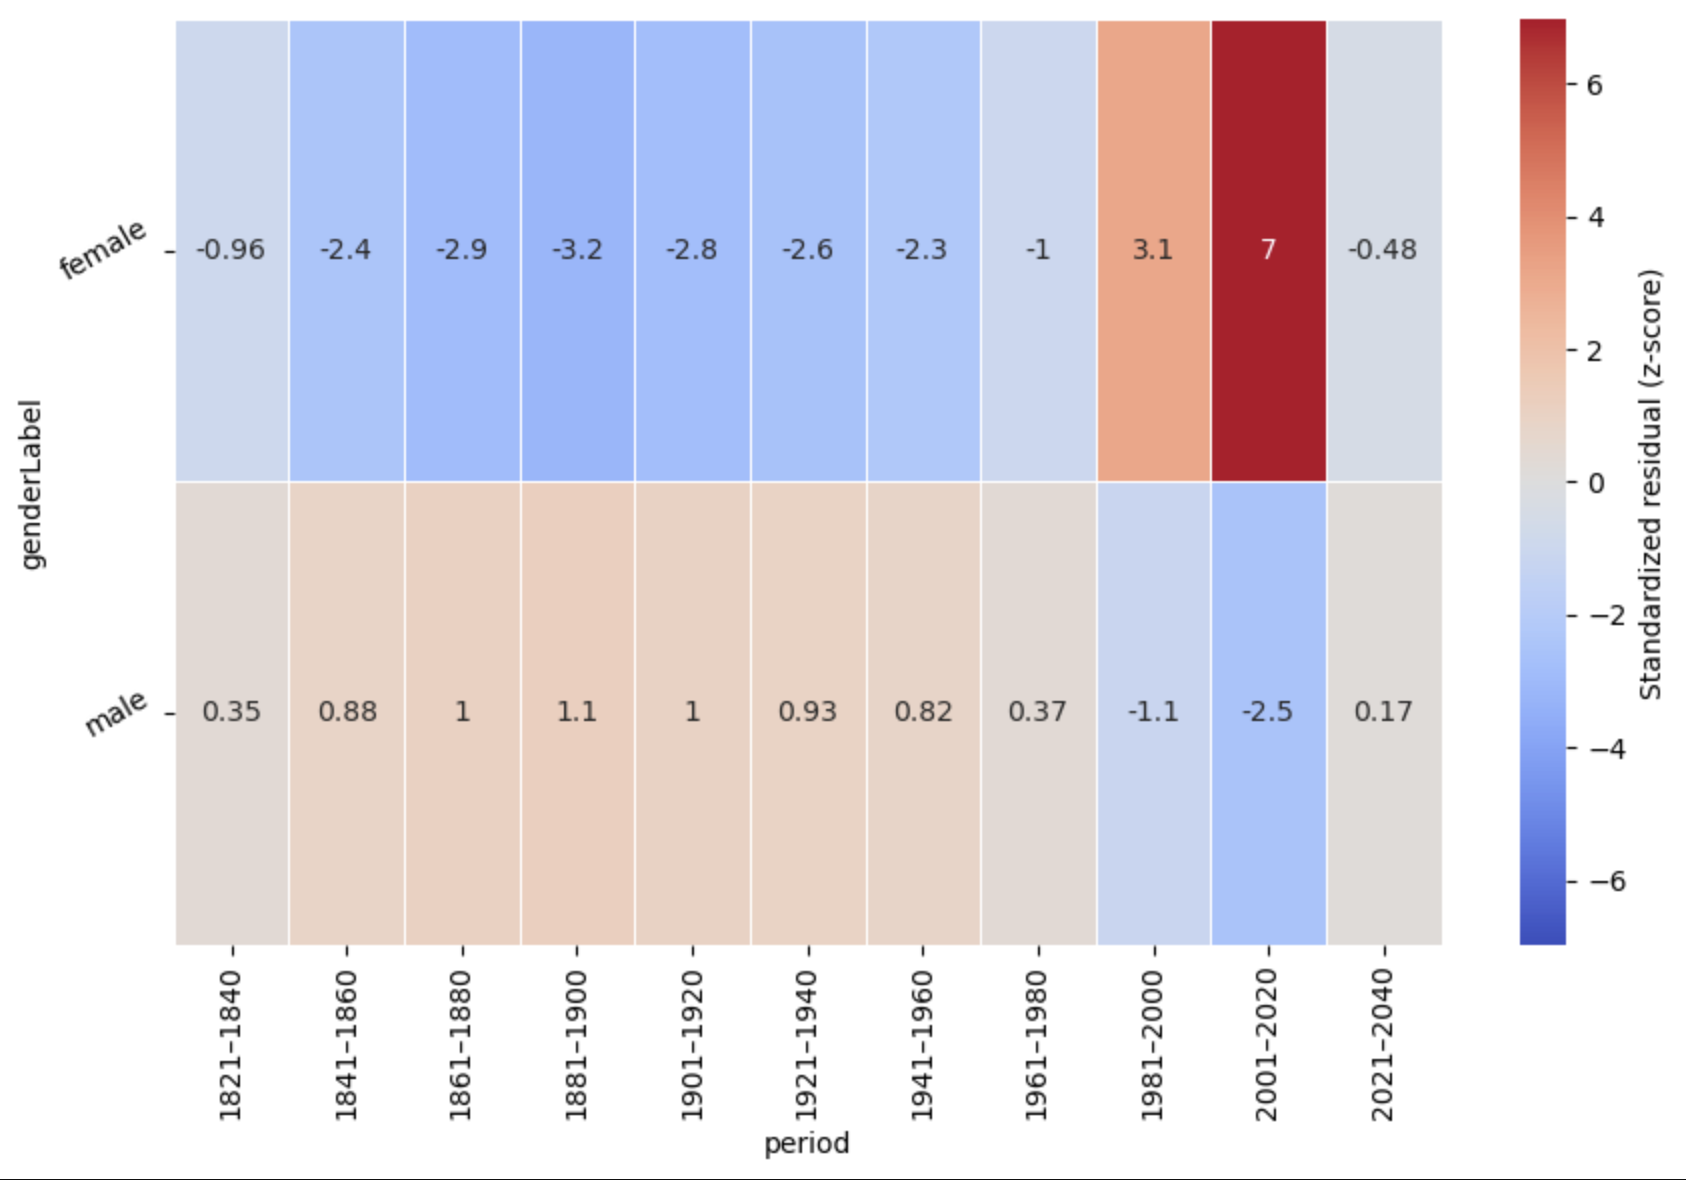 female
-0.96 -2.4 -2.9 -3.2 -2.8 -2.6 -2.3 -1 3.1 7 -0.48
genderLabel
male
0.35 0.88 1 1.1 1 0.93 0.82 0.37 -1.1 -2.5 0.17
1821–1840
1841–1860
1861–1880
1881–1900
1901–1920
1921–1940
1941–1960
1961–1980
1981–2000
2001–2020
2021–2040
period
6
4
2
0
−2
−4
−6
Standardized residual (z-score)